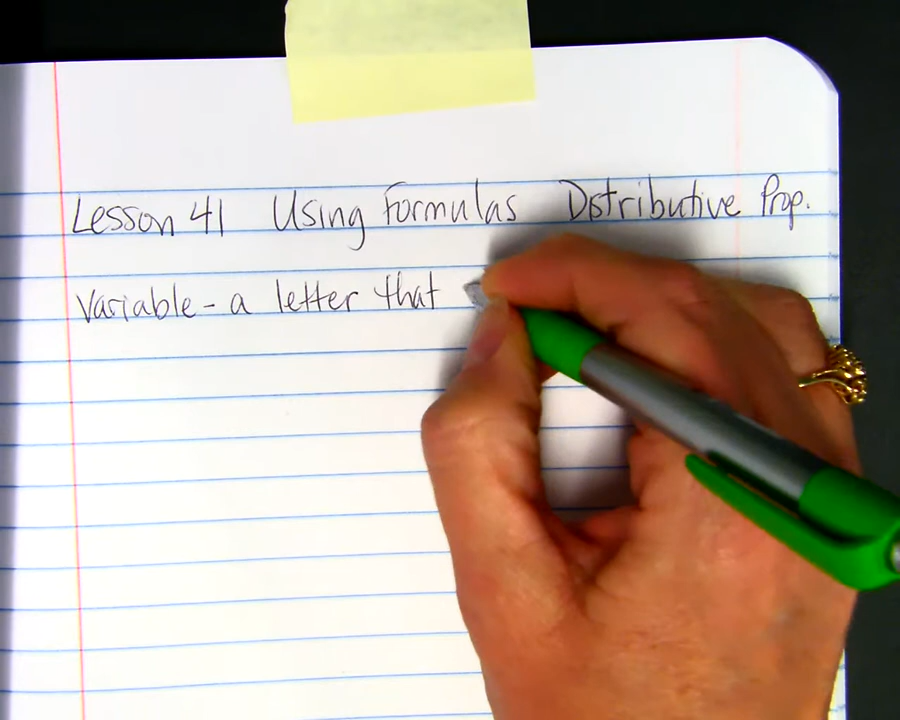 Lesson 41 Using Formulas Distributive Prop.
Variable - a letter that